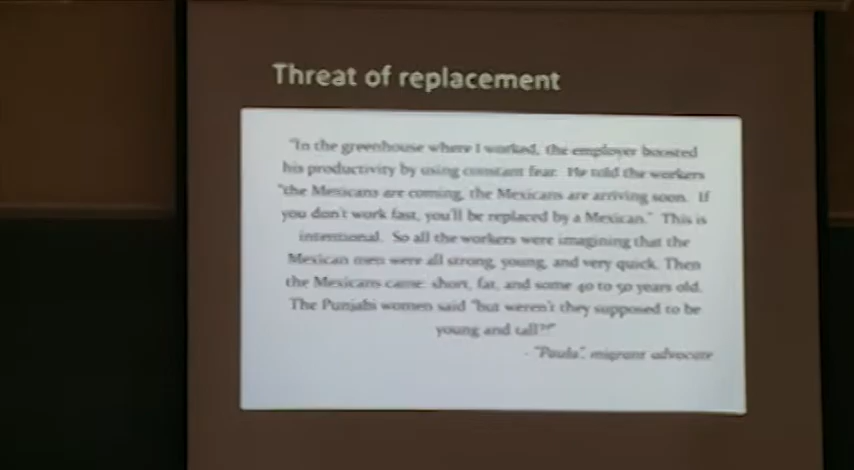 Threat of replacement
"In the greenhouse where I worked, the employer boosted
his productivity by using constant fear. He told the workers
"the Mexicans are coming, the Mexicans are arriving soon. If
you don't work fast, you'll be replaced by a Mexican." This is
intentional. So all the workers were imagining that the
Mexican men were all strong, young, and very quick. Then
the Mexicans came: short, fat, and some 40 to 50 years old.
The Punjabi women said "but weren't they supposed to be
young and tall?""
- "Paula", migrant advocate